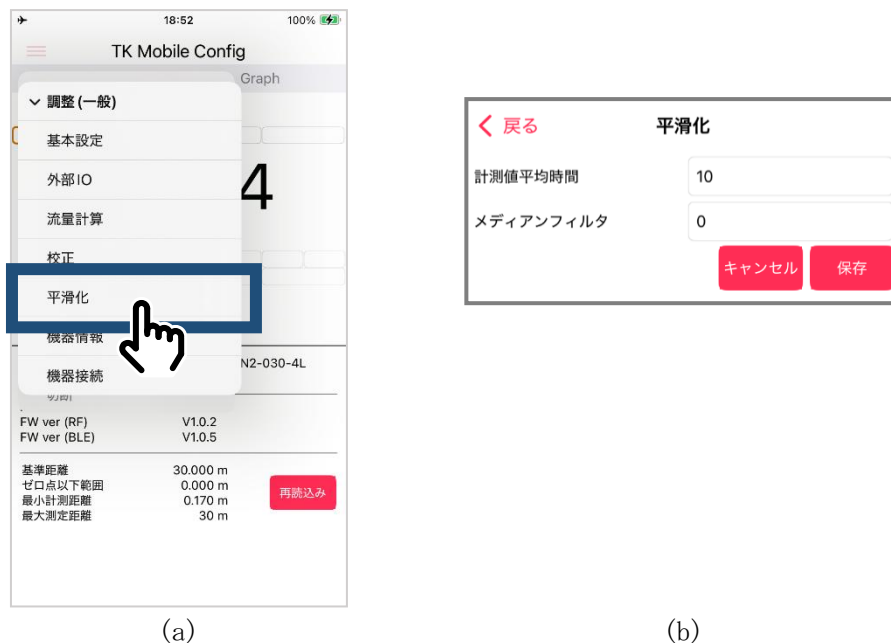 18:52
100%
TK Mobile Config
Graph
調整 (一般)
基本設定
外部IO
4
流量計算
校正
平滑化
機器情報
N2-030-4L
機器接続
切断
FW ver (RF) V1.0.2
FW ver (BLE) V1.0.5
基準距離 30.000 m
ゼロ点以下範囲 0.000 m
最小計測距離 0.170 m
最大測定距離 30 m
再読込み
(a)
戻る 平滑化
計測値平均時間 10
メディアンフィルタ 0
キャンセル 保存
(b)